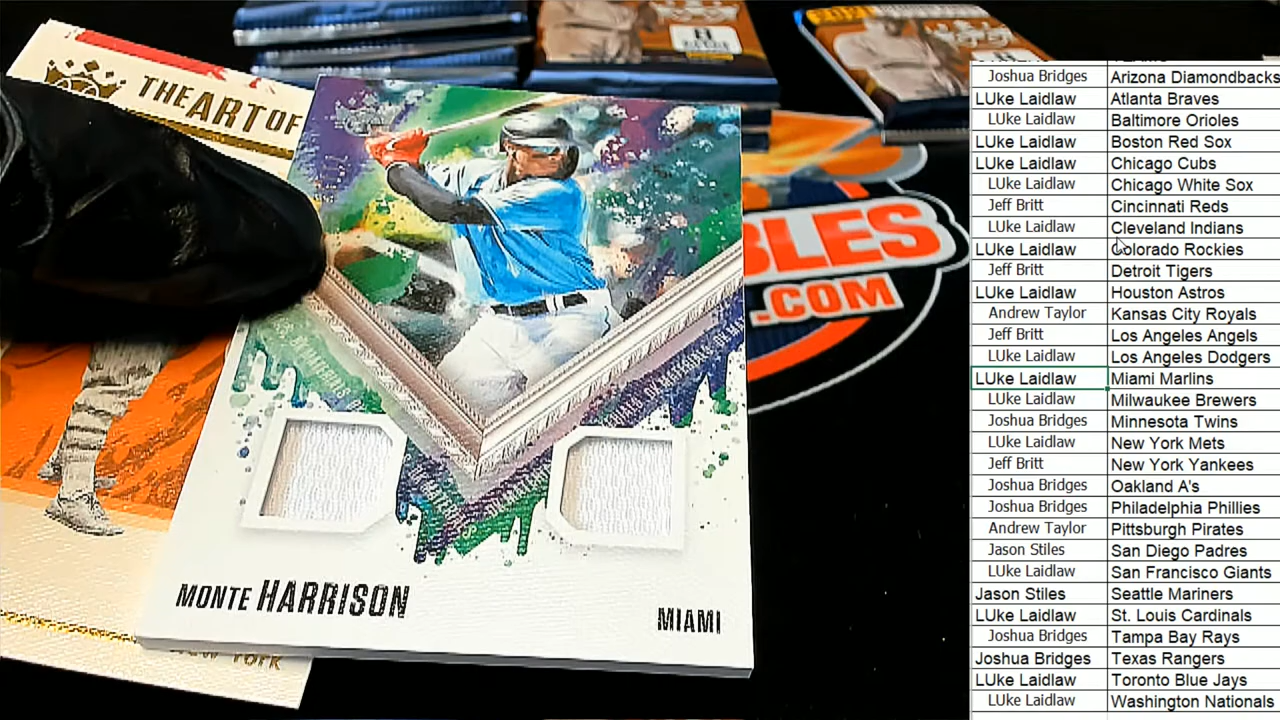 THE ART OF
BLES
.COM
MONTE HARRISON
MIAMI
NEW YORK
Joshua Bridges Arizona Diamondbacks
LUke Laidlaw Atlanta Braves
LUke Laidlaw Baltimore Orioles
LUke Laidlaw Boston Red Sox
LUke Laidlaw Chicago Cubs
LUke Laidlaw Chicago White Sox
Jeff Britt Cincinnati Reds
LUke Laidlaw Cleveland Indians
LUke Laidlaw Colorado Rockies
Jeff Britt Detroit Tigers
LUke Laidlaw Houston Astros
Andrew Taylor Kansas City Royals
Jeff Britt Los Angeles Angels
LUke Laidlaw Los Angeles Dodgers
LUke Laidlaw Miami Marlins
LUke Laidlaw Milwaukee Brewers
Joshua Bridges Minnesota Twins
LUke Laidlaw New York Mets
Jeff Britt New York Yankees
Joshua Bridges Oakland A's
Joshua Bridges Philadelphia Phillies
Andrew Taylor Pittsburgh Pirates
Jason Stiles San Diego Padres
LUke Laidlaw San Francisco Giants
Jason Stiles Seattle Mariners
LUke Laidlaw St. Louis Cardinals
Joshua Bridges Tampa Bay Rays
Joshua Bridges Texas Rangers
LUke Laidlaw Toronto Blue Jays
LUke Laidlaw Washington Nationals